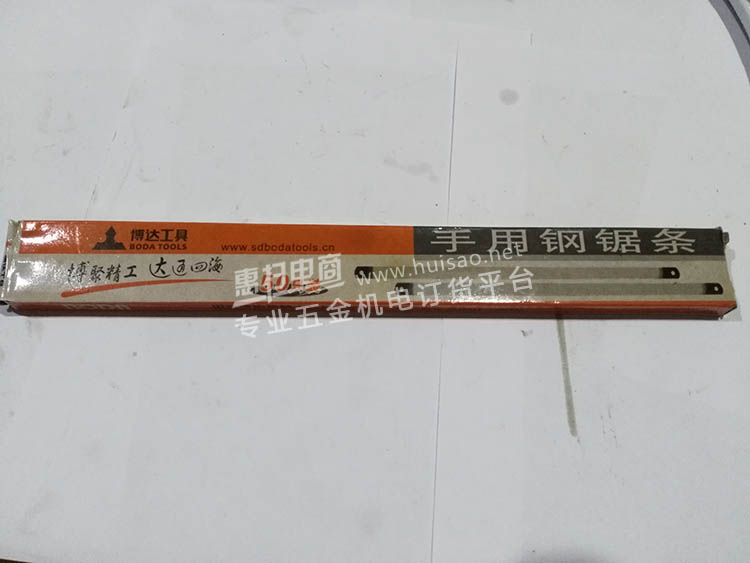 博达工具
BODA TOOLS
www.sdbodatools.cn
手用钢锯条
博聚精工 达通四海
惠招电商
www.huisao.net
专业五金机电订货平台